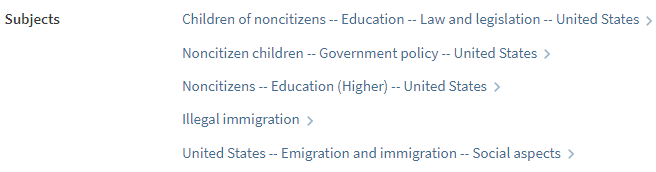 Subjects Children of noncitizens -- Education -- Law and legislation -- United States
Noncitizen children -- Government policy -- United States
Noncitizens -- Education (Higher) -- United States
Illegal immigration
United States -- Emigration and immigration -- Social aspects